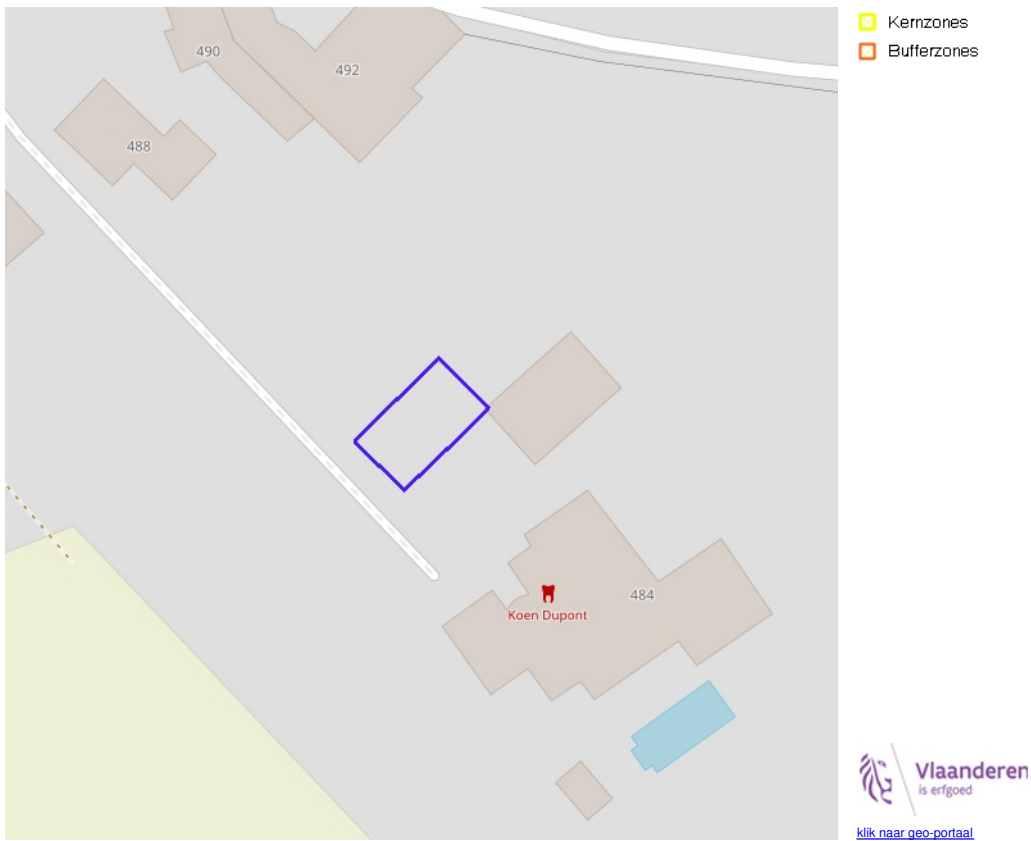 490
492
488
484
Koen Dupont
Kernzones
Bufferzones
Vlaanderen
is erfgoed
klik naar geo-portaal